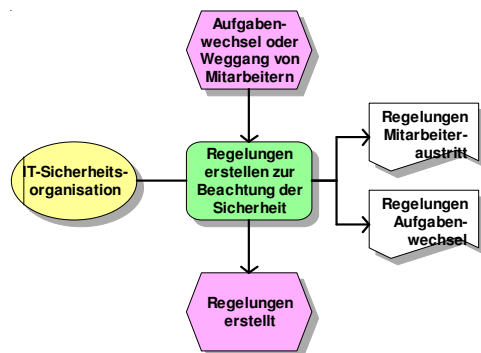 Aufgaben-
wechsel oder
Weggang von
Mitarbeitern
Regelungen
Mitarbeiter-
austritt
IT-Sicherheits-
organisation
Regelungen
erstellen zur
Beachtung der
Sicherheit
Regelungen
Aufgaben-
wechsel
Regelungen
erstellt